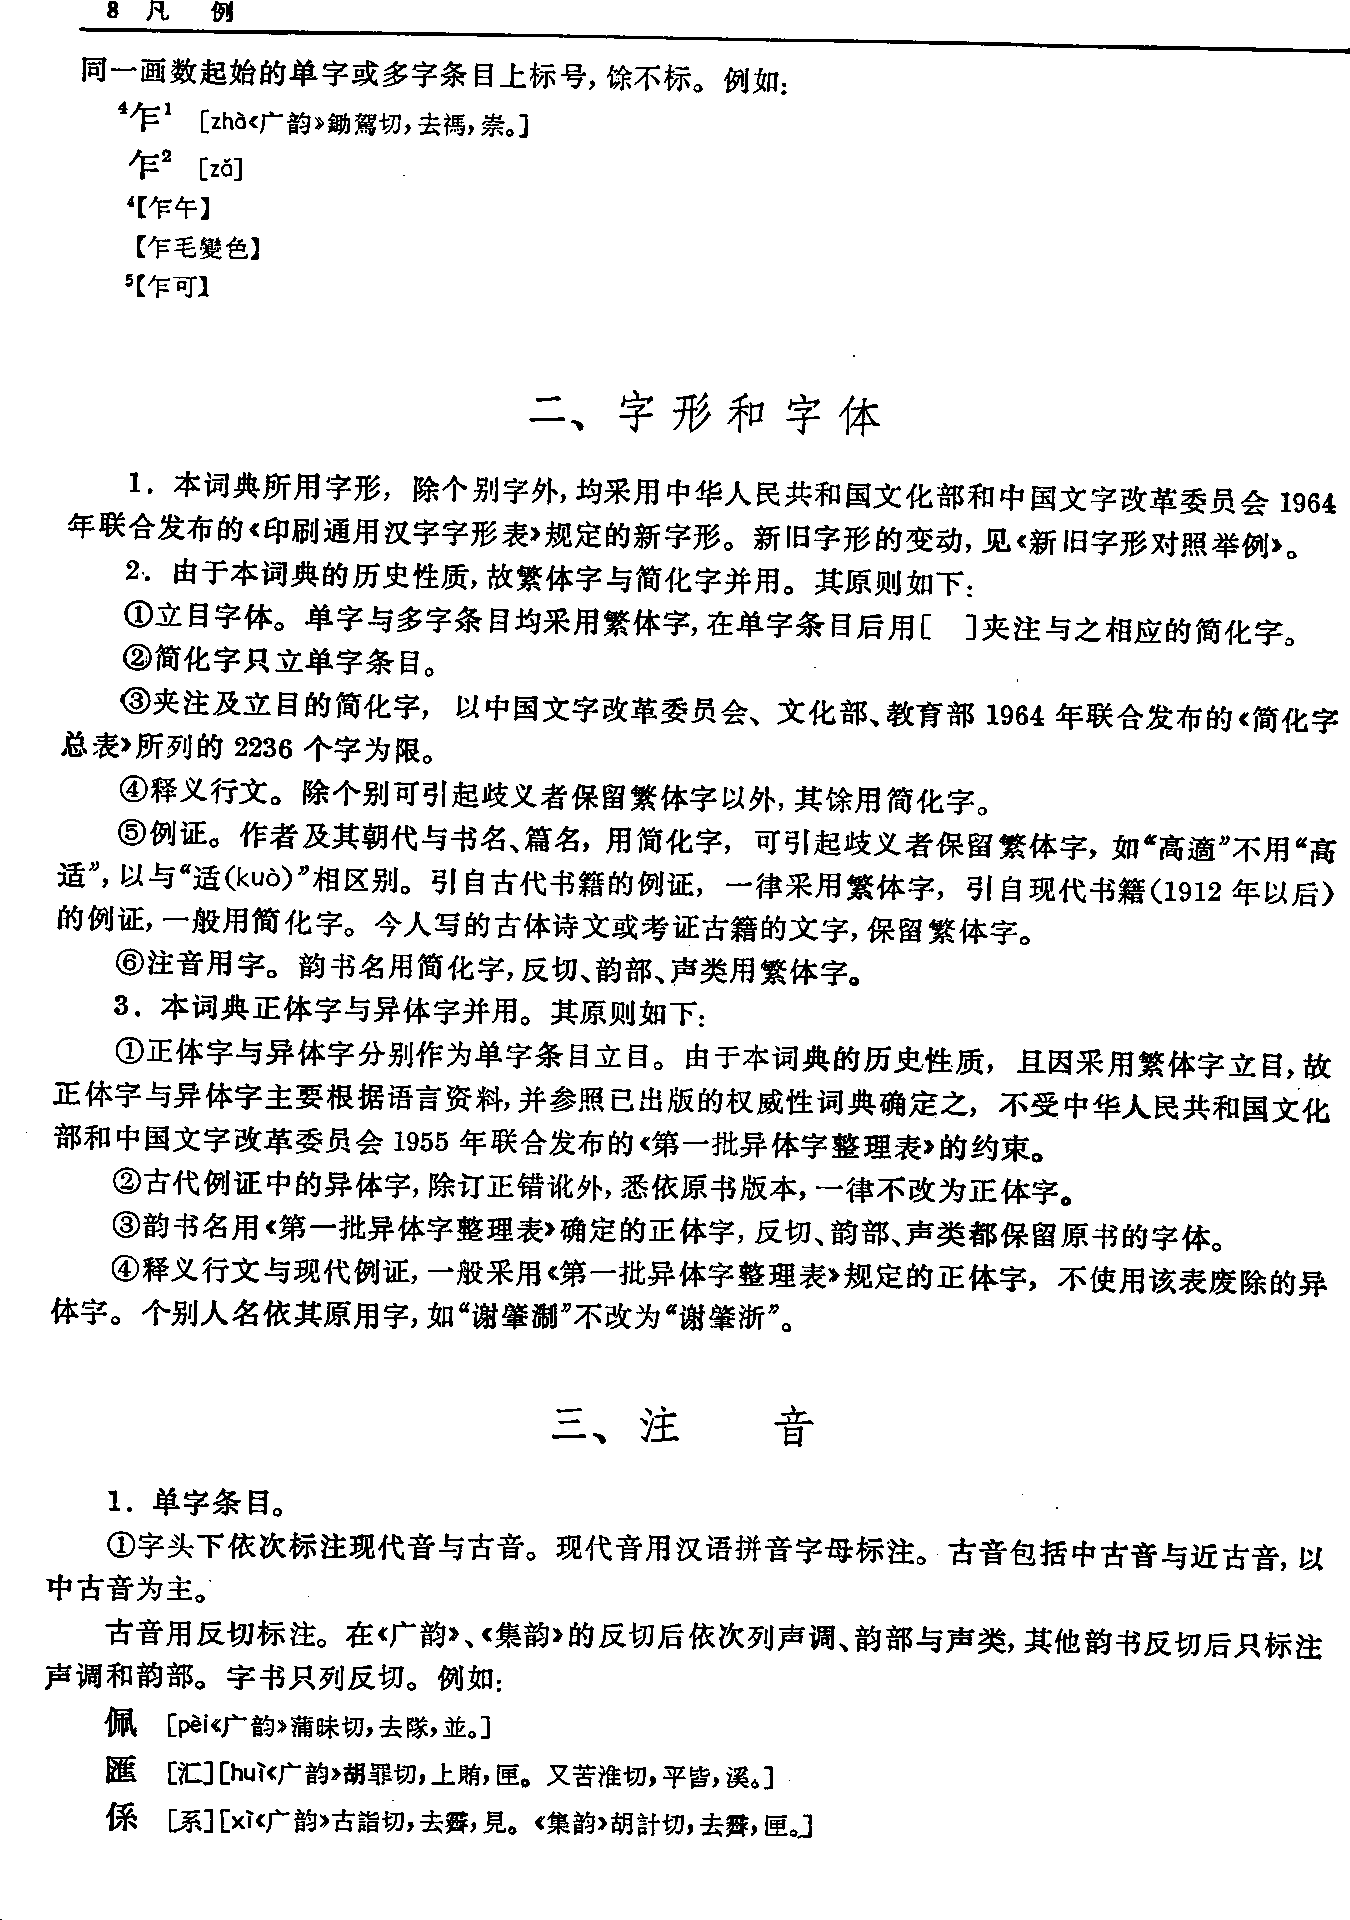 8 凡 例
同一画数起始的单字或多字条目上标号,馀不标。例如:
⁴乍¹ [zhà《广韵》鋤駕切,去禡,崇。]
乍² [zǎ]
⁴【乍午】
【乍毛變色】
⁵【乍可】
二、字形和字体
1. 本词典所用字形,除个别字外,均采用中华人民共和国文化部和中国文字改革委员会 1964
年联合发布的《印刷通用汉字字形表》规定的新字形。新旧字形的变动,见《新旧字形对照举例》。
2. 由于本词典的历史性质,故繁体字与简化字并用。其原则如下:
①立目字体。单字与多字条目均采用繁体字,在单字条目后用[ ]夹注与之相应的简化字。
②简化字只立单字条目。
③夹注及立目的简化字,以中国文字改革委员会、文化部、教育部 1964 年联合发布的《简化字
总表》所列的 2236 个字为限。
④释义行文。除个别可引起歧义者保留繁体字以外,其馀用简化字。
⑤例证。作者及其朝代与书名、篇名,用简化字,可引起歧义者保留繁体字,如“高適”不用“高
适”,以与“适(kuò)”相区别。引自古代书籍的例证,一律采用繁体字,引自现代书籍(1912 年以后)
的例证,一般用简化字。今人写的古体诗文或考证古籍的文字,保留繁体字。
⑥注音用字。韵书名用简化字,反切、韵部、声类用繁体字。
3. 本词典正体字与异体字并用。其原则如下:
①正体字与异体字分别作为单字条目立目。由于本词典的历史性质,且因采用繁体字立目,故
正体字与异体字主要根据语言资料,并参照已出版的权威性词典确定之,不受中华人民共和国文化
部和中国文字改革委员会 1955 年联合发布的《第一批异体字整理表》的约束。
②古代例证中的异体字,除订正错讹外,悉依原书版本,一律不改为正体字。
③韵书名用《第一批异体字整理表》确定的正体字,反切、韵部、声类都保留原书的字体。
④释义行文与现代例证,一般采用《第一批异体字整理表》规定的正体字,不使用该表废除的异
体字。个别人名依其原用字,如“谢肇淛”不改为“谢肇浙”。
三、注 音
1. 单字条目。
①字头下依次标注现代音与古音。现代音用汉语拼音字母标注。古音包括中古音与近古音,以
中古音为主。
古音用反切标注。在《广韵》、《集韵》的反切后依次列声调、韵部与声类,其他韵书反切后只标注
声调和韵部。字书只列反切。例如:
佩 [pèi《广韵》蒲昧切,去隊,並。]
匯 [汇][huì《广韵》胡罪切,上賄,匣。又苦淮切,平皆,溪。]
係 [系][xì《广韵》古詣切,去霽,見。《集韵》胡計切,去霽,匣。]